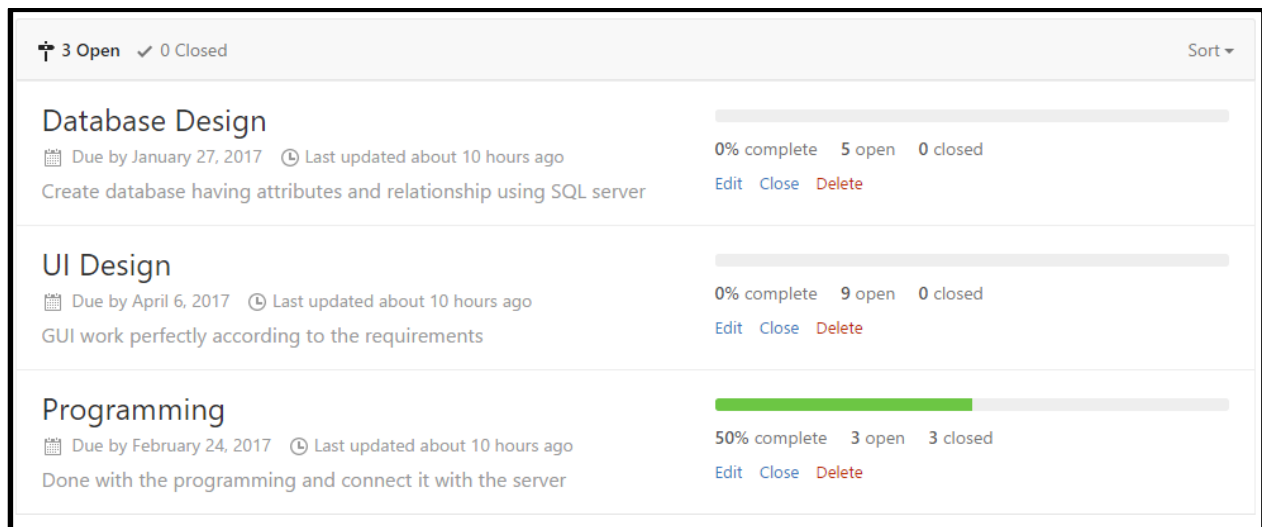 3 Open 0 Closed Sort
Database Design
Due by January 27, 2017 Last updated about 10 hours ago
Create database having attributes and relationship using SQL server
0% complete 5 open 0 closed
Edit Close Delete
UI Design
Due by April 6, 2017 Last updated about 10 hours ago
GUI work perfectly according to the requirements
0% complete 9 open 0 closed
Edit Close Delete
Programming
Due by February 24, 2017 Last updated about 10 hours ago
Done with the programming and connect it with the server
50% complete 3 open 3 closed
Edit Close Delete